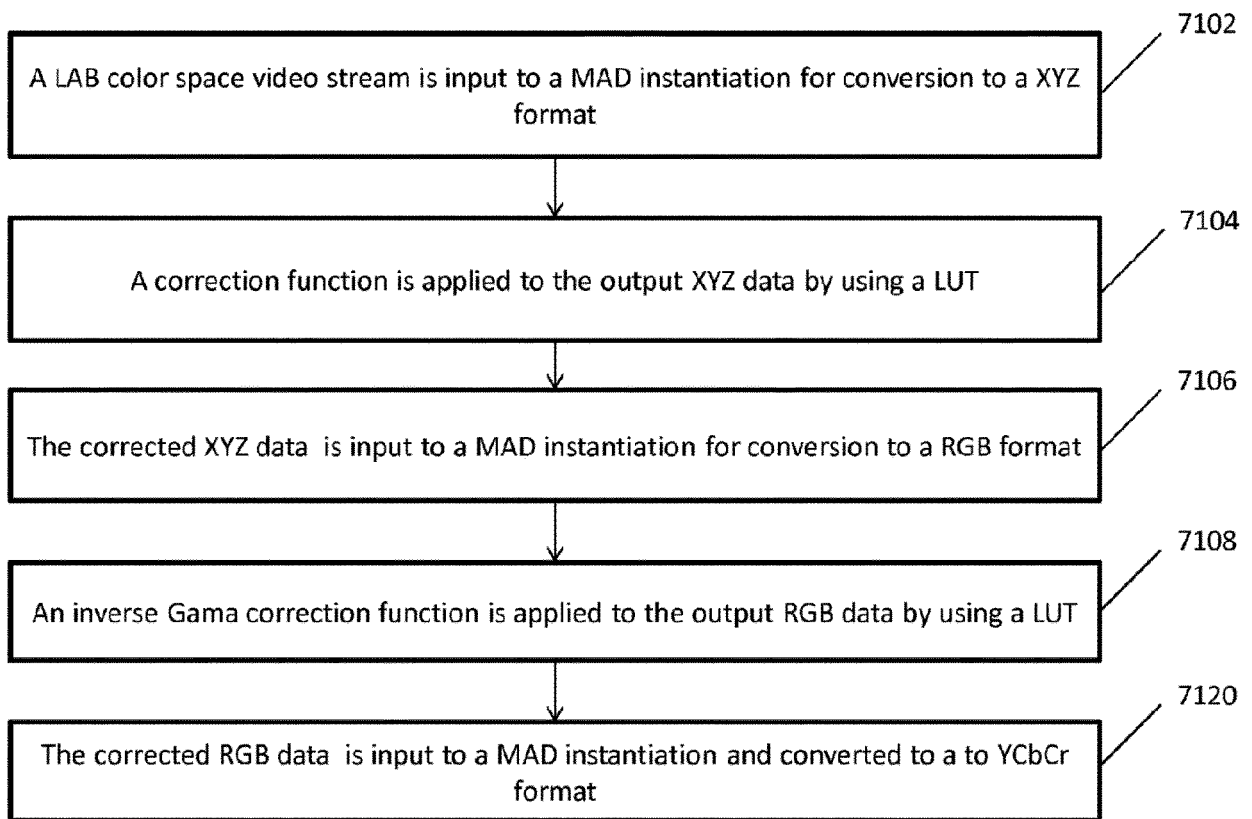 7102
A LAB color space video stream is input to a MAD instantiation for conversion to a XYZ
format
7104
A correction function is applied to the output XYZ data by using a LUT
7106
The corrected XYZ data is input to a MAD instantiation for conversion to a RGB format
7108
An inverse Gama correction function is applied to the output RGB data by using a LUT
7120
The corrected RGB data is input to a MAD instantiation and converted to a to YCbCr
format